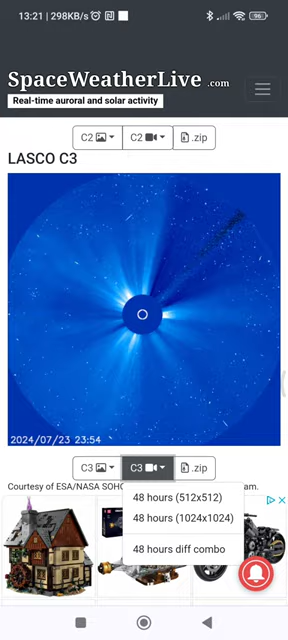 13:21 | 298KB/s
96
SpaceWeatherLive .com
Real-time auroral and solar activity
C2 C2 .zip
LASCO C3
2024/07/23 23:54
C3 C3 .zip
48 hours (512x512)
48 hours (1024x1024)
48 hours diff combo
Courtesy of ESA/NASA SOHO am.